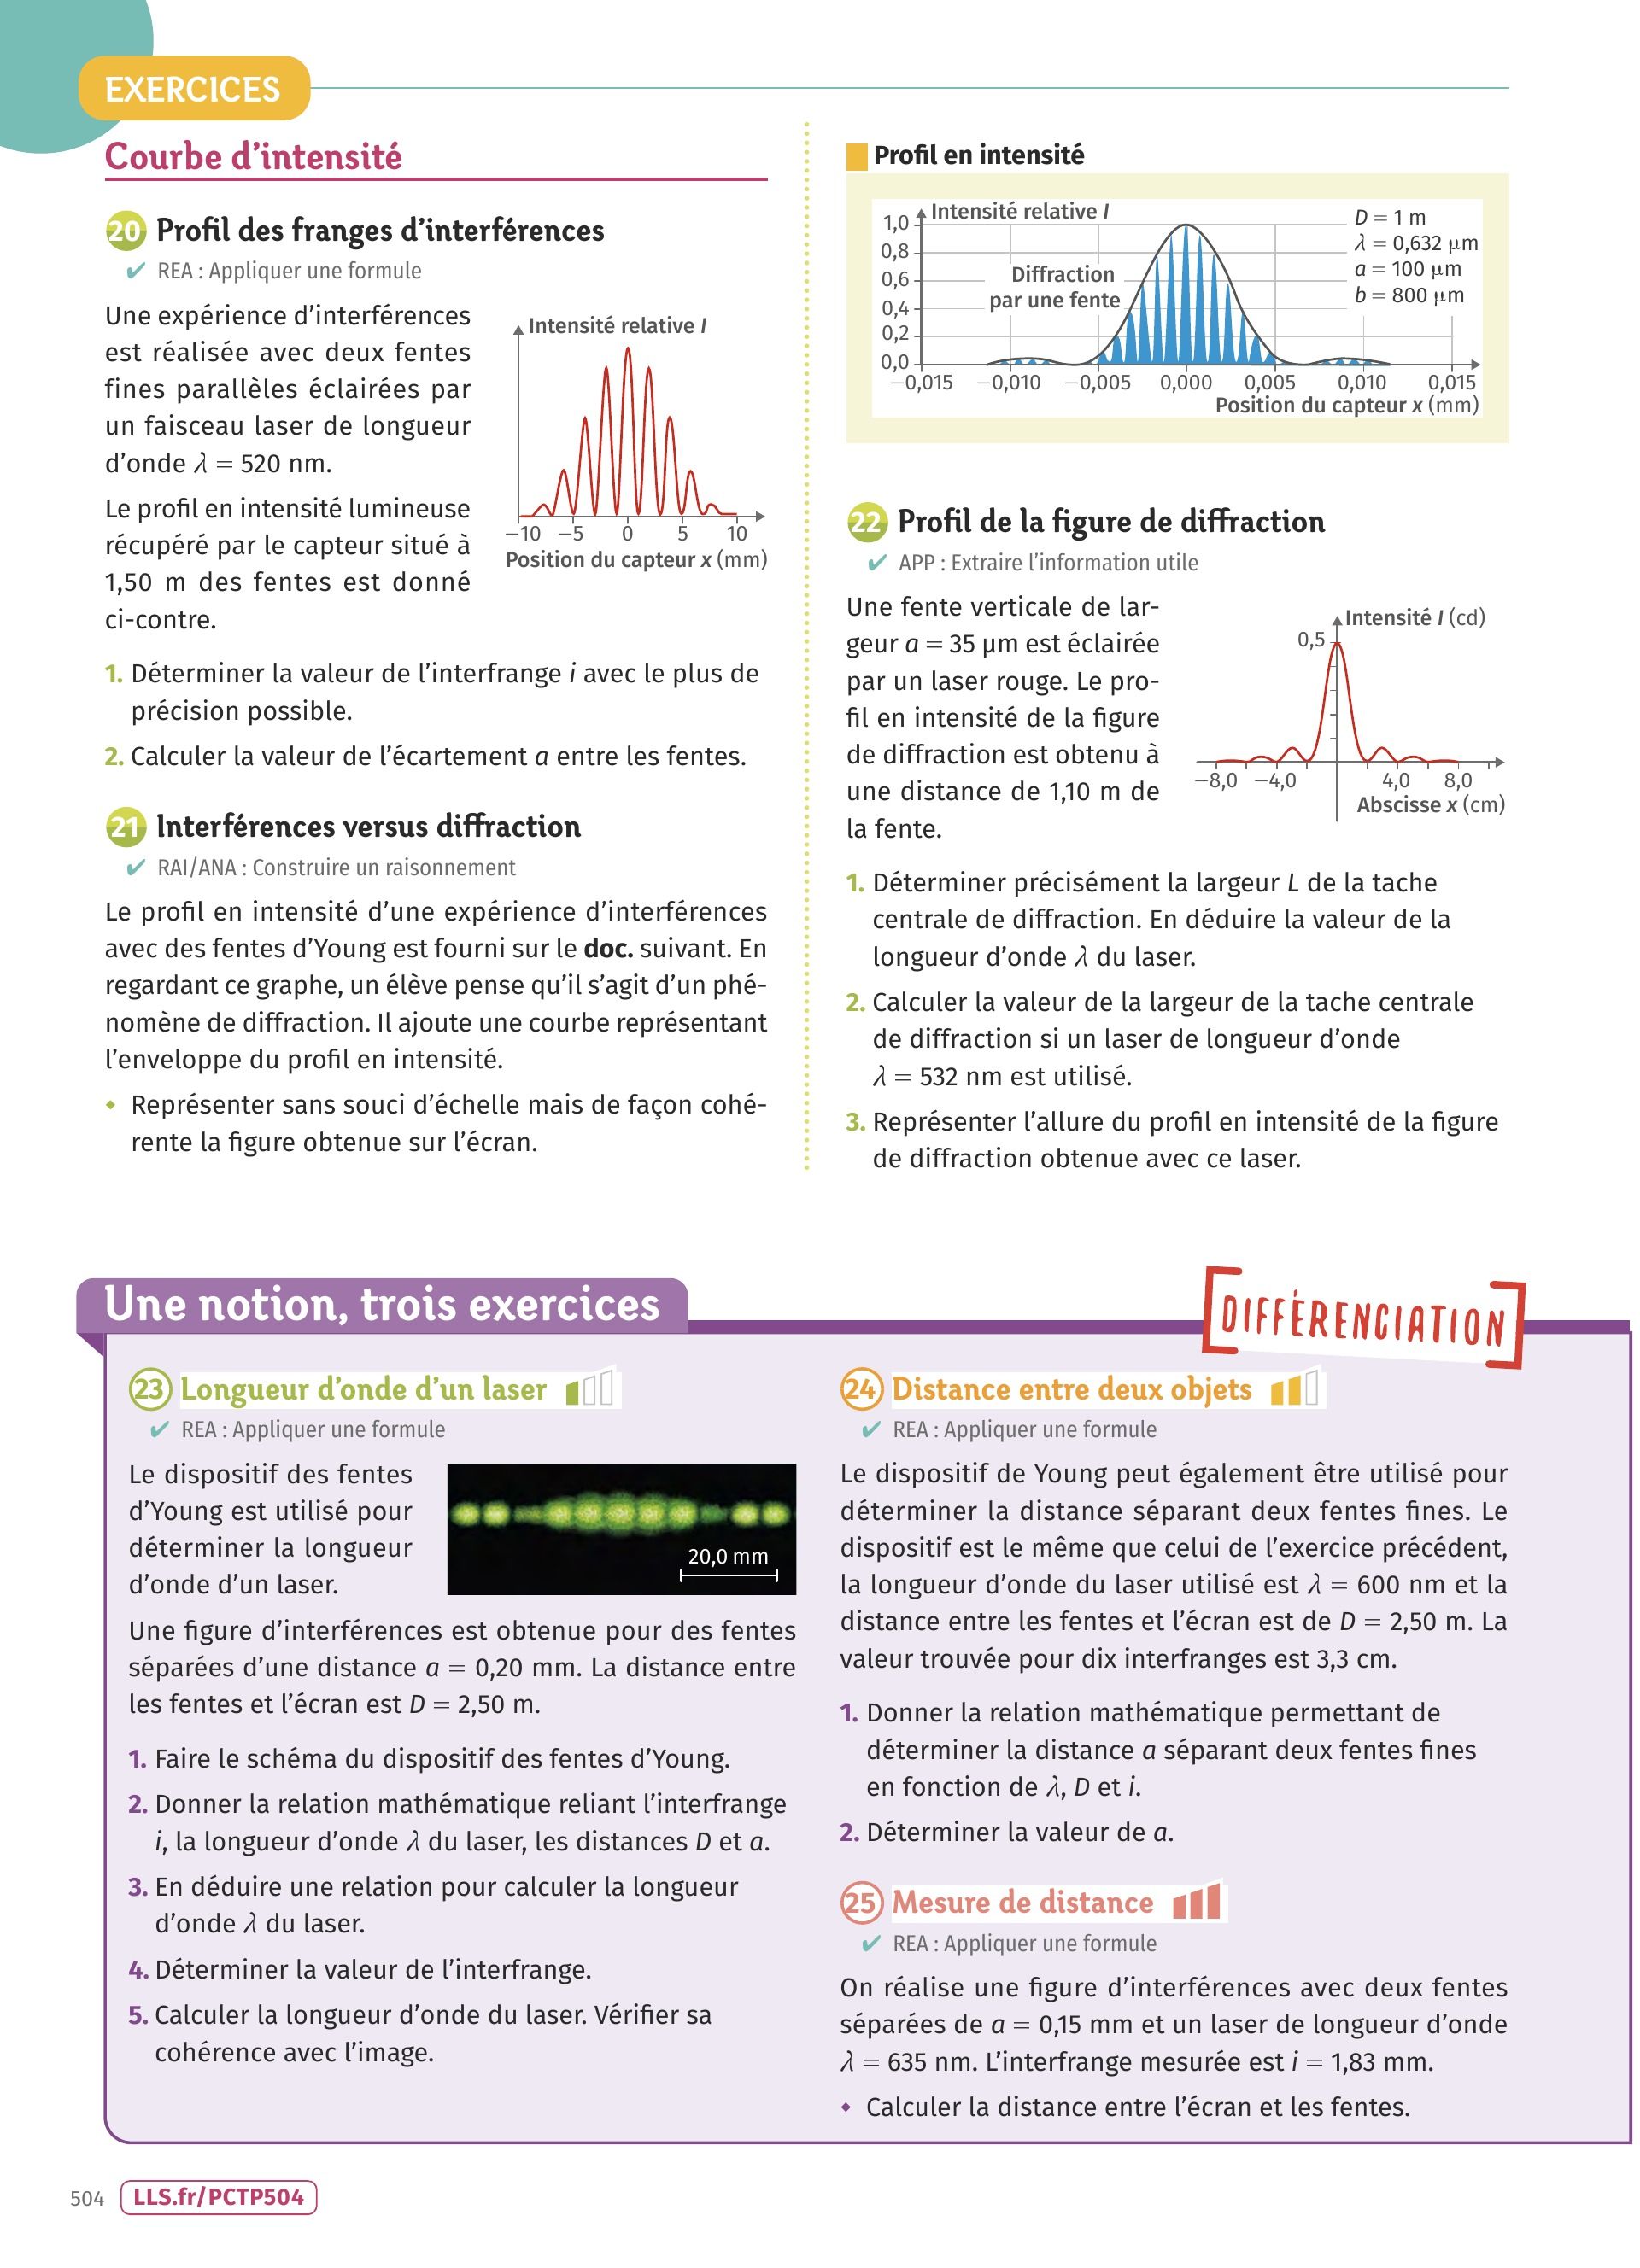 EXERCICES
Courbe d’intensité
20 Profil des franges d’interférences
✔ REA : Appliquer une formule
Une expérience d’interférences
est réalisée avec deux fentes
fines parallèles éclairées par
un faisceau laser de longueur
d’onde λ = 520 nm.
Le profil en intensité lumineuse
récupéré par le capteur situé à
1,50 m des fentes est donné
ci-contre.
Intensité relative I
−10 −5 0 5 10
Position du capteur x (mm)
1. Déterminer la valeur de l’interfrange i avec le plus de
précision possible.
2. Calculer la valeur de l’écartement a entre les fentes.
21 Interférences versus diffraction
✔ RAI/ANA : Construire un raisonnement
Le profil en intensité d’une expérience d’interférences
avec des fentes d’Young est fourni sur le doc. suivant. En
regardant ce graphe, un élève pense qu’il s’agit d’un phé-
nomène de diffraction. Il ajoute une courbe représentant
l’enveloppe du profil en intensité.
Représenter sans souci d’échelle mais de façon cohé-
rente la figure obtenue sur l’écran.
Profil en intensité
Intensité relative I
1,0
0,8
0,6
0,4
0,2
0,0
Diffraction
par une fente
D = 1 m
λ = 0,632 μm
a = 100 μm
b = 800 μm
−0,015 −0,010 −0,005 0,000 0,005 0,010 0,015
Position du capteur x (mm)
22 Profil de la figure de diffraction
✔ APP : Extraire l’information utile
Une fente verticale de lar-
geur a = 35 μm est éclairée
par un laser rouge. Le pro-
fil en intensité de la figure
de diffraction est obtenu à
une distance de 1,10 m de
la fente.
Intensité I (cd)
0,5
−8,0 −4,0 4,0 8,0
Abscisse x (cm)
1. Déterminer précisément la largeur L de la tache
centrale de diffraction. En déduire la valeur de la
longueur d’onde λ du laser.
2. Calculer la valeur de la largeur de la tache centrale
de diffraction si un laser de longueur d’onde
λ = 532 nm est utilisé.
3. Représenter l’allure du profil en intensité de la figure
de diffraction obtenue avec ce laser.
Une notion, trois exercices
DIFFÉRENCIATION
23 Longueur d’onde d’un laser
✔ REA : Appliquer une formule
Le dispositif des fentes
d’Young est utilisé pour
déterminer la longueur
d’onde d’un laser.
20,0 mm
Une figure d’interférences est obtenue pour des fentes
séparées d’une distance a = 0,20 mm. La distance entre
les fentes et l’écran est D = 2,50 m.
1. Faire le schéma du dispositif des fentes d’Young.
2. Donner la relation mathématique reliant l’interfrange
i, la longueur d’onde λ du laser, les distances D et a.
3. En déduire une relation pour calculer la longueur
d’onde λ du laser.
4. Déterminer la valeur de l’interfrange.
5. Calculer la longueur d’onde du laser. Vérifier sa
cohérence avec l’image.
24 Distance entre deux objets
✔ REA : Appliquer une formule
Le dispositif de Young peut également être utilisé pour
déterminer la distance séparant deux fentes fines. Le
dispositif est le même que celui de l’exercice précédent,
la longueur d’onde du laser utilisé est λ = 600 nm et la
distance entre les fentes et l’écran est de D = 2,50 m. La
valeur trouvée pour dix interfranges est 3,3 cm.
1. Donner la relation mathématique permettant de
déterminer la distance a séparant deux fentes fines
en fonction de λ, D et i.
2. Déterminer la valeur de a.
25 Mesure de distance
✔ REA : Appliquer une formule
On réalise une figure d’interférences avec deux fentes
séparées de a = 0,15 mm et un laser de longueur d’onde
λ = 635 nm. L’interfrange mesurée est i = 1,83 mm.
Calculer la distance entre l’écran et les fentes.
504 LLS.fr/PCTP504